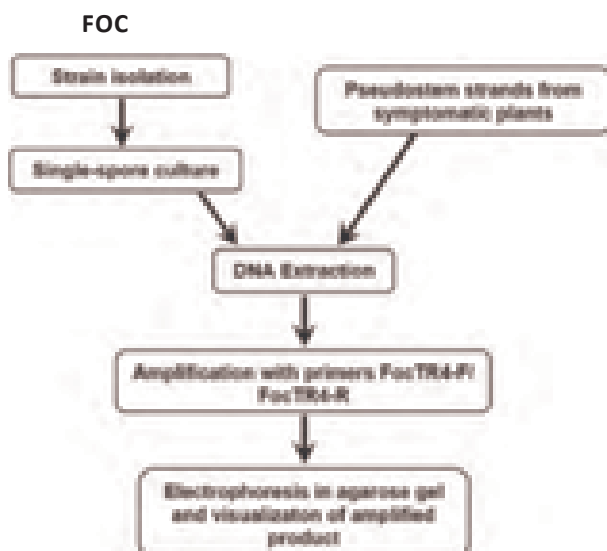 FOC
Strain isolation
Pseudostem strands from
symptomatic plants
Single-spore culture
DNA Extraction
Amplification with primers FocTR4-F/
FocTR4-R
Electrophoresis in agarose gel
and visualizaton of amplified
product